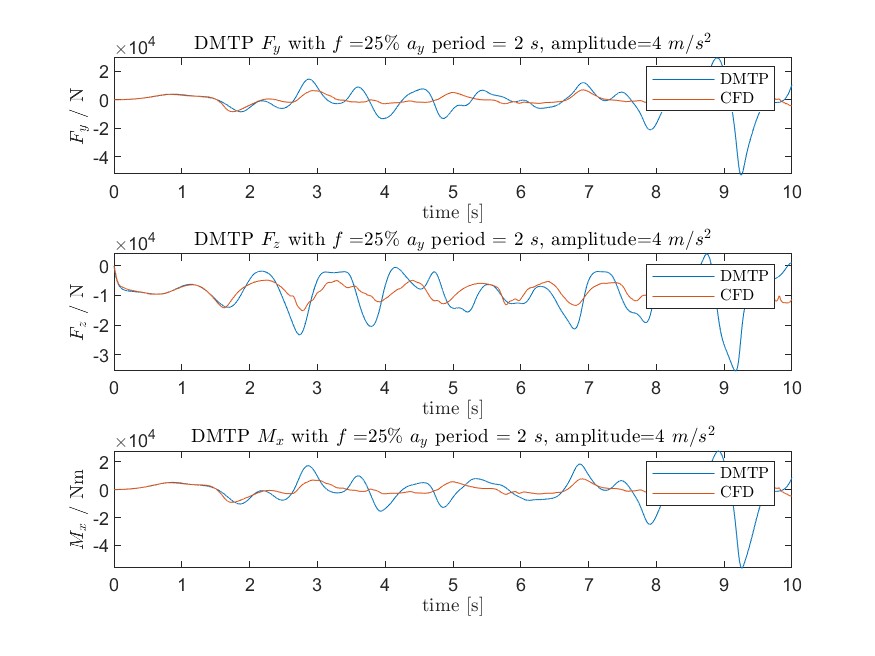 DMTP F_y with f =25% a_y period = 2 s, amplitude=4 m/s²
×10⁴
2
0
-2
-4
F_y / N
0 1 2 3 4 5 6 7 8 9 10
time [s]
DMTP
CFD
DMTP F_z with f =25% a_y period = 2 s, amplitude=4 m/s²
×10⁴
0
-1
-2
-3
F_z / N
0 1 2 3 4 5 6 7 8 9 10
time [s]
DMTP
CFD
DMTP M_x with f =25% a_y period = 2 s, amplitude=4 m/s²
×10⁴
2
0
-2
-4
M_x / Nm
0 1 2 3 4 5 6 7 8 9 10
time [s]
DMTP
CFD